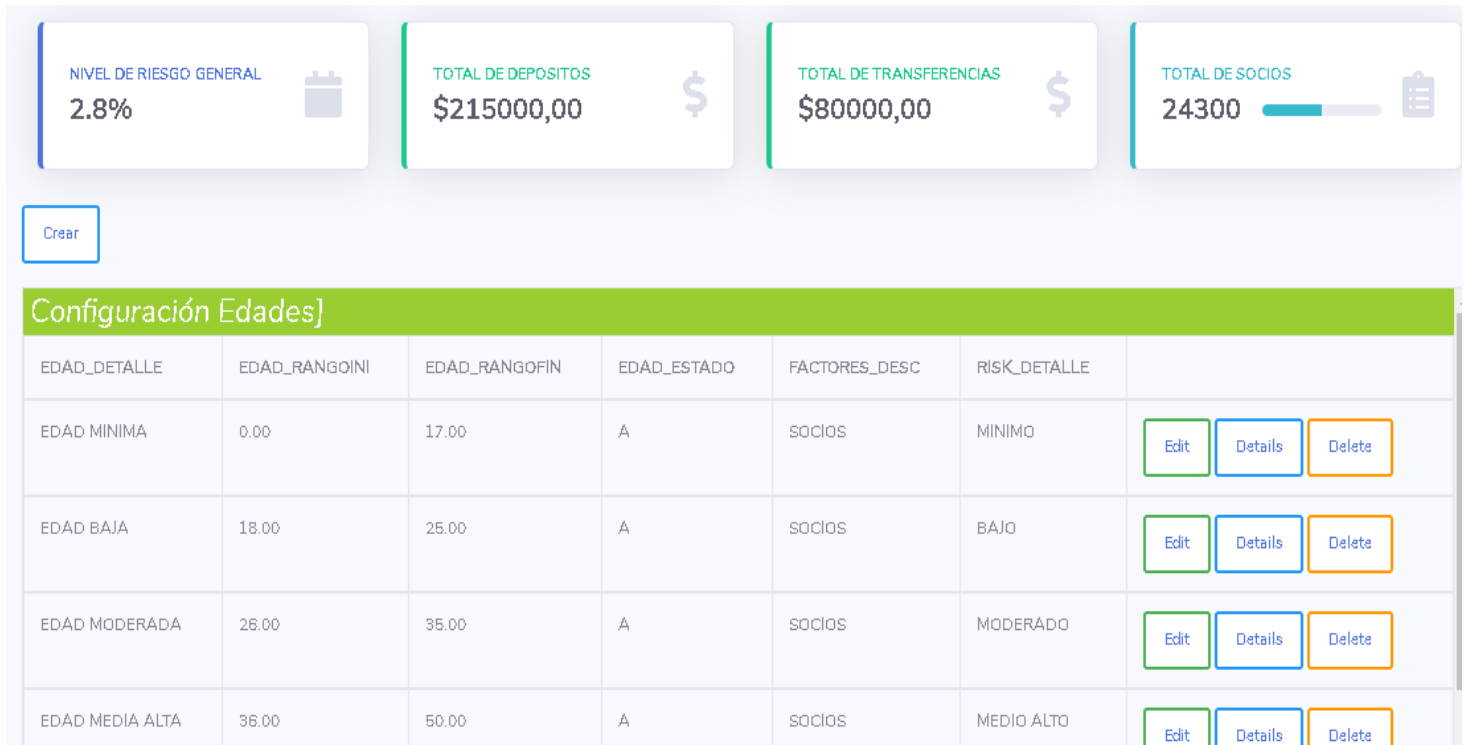 NIVEL DE RIESGO GENERAL
2.8%
TOTAL DE DEPOSITOS
$215000,00
TOTAL DE TRANSFERENCIAS
$80000,00
TOTAL DE SOCIOS
24300
Crear
Configuración Edades]
EDAD_DETALLE EDAD_RANGOINI EDAD_RANGOFIN EDAD_ESTADO FACTORES_DESC RISK_DETALLE
EDAD MINIMA 0.00 17.00 A SOCIOS MINIMO Edit Details Delete
EDAD BAJA 18.00 25.00 A SOCIOS BAJO Edit Details Delete
EDAD MODERADA 26.00 35.00 A SOCIOS MODERADO Edit Details Delete
EDAD MEDIA ALTA 36.00 50.00 A SOCIOS MEDIO ALTO Edit Details Delete